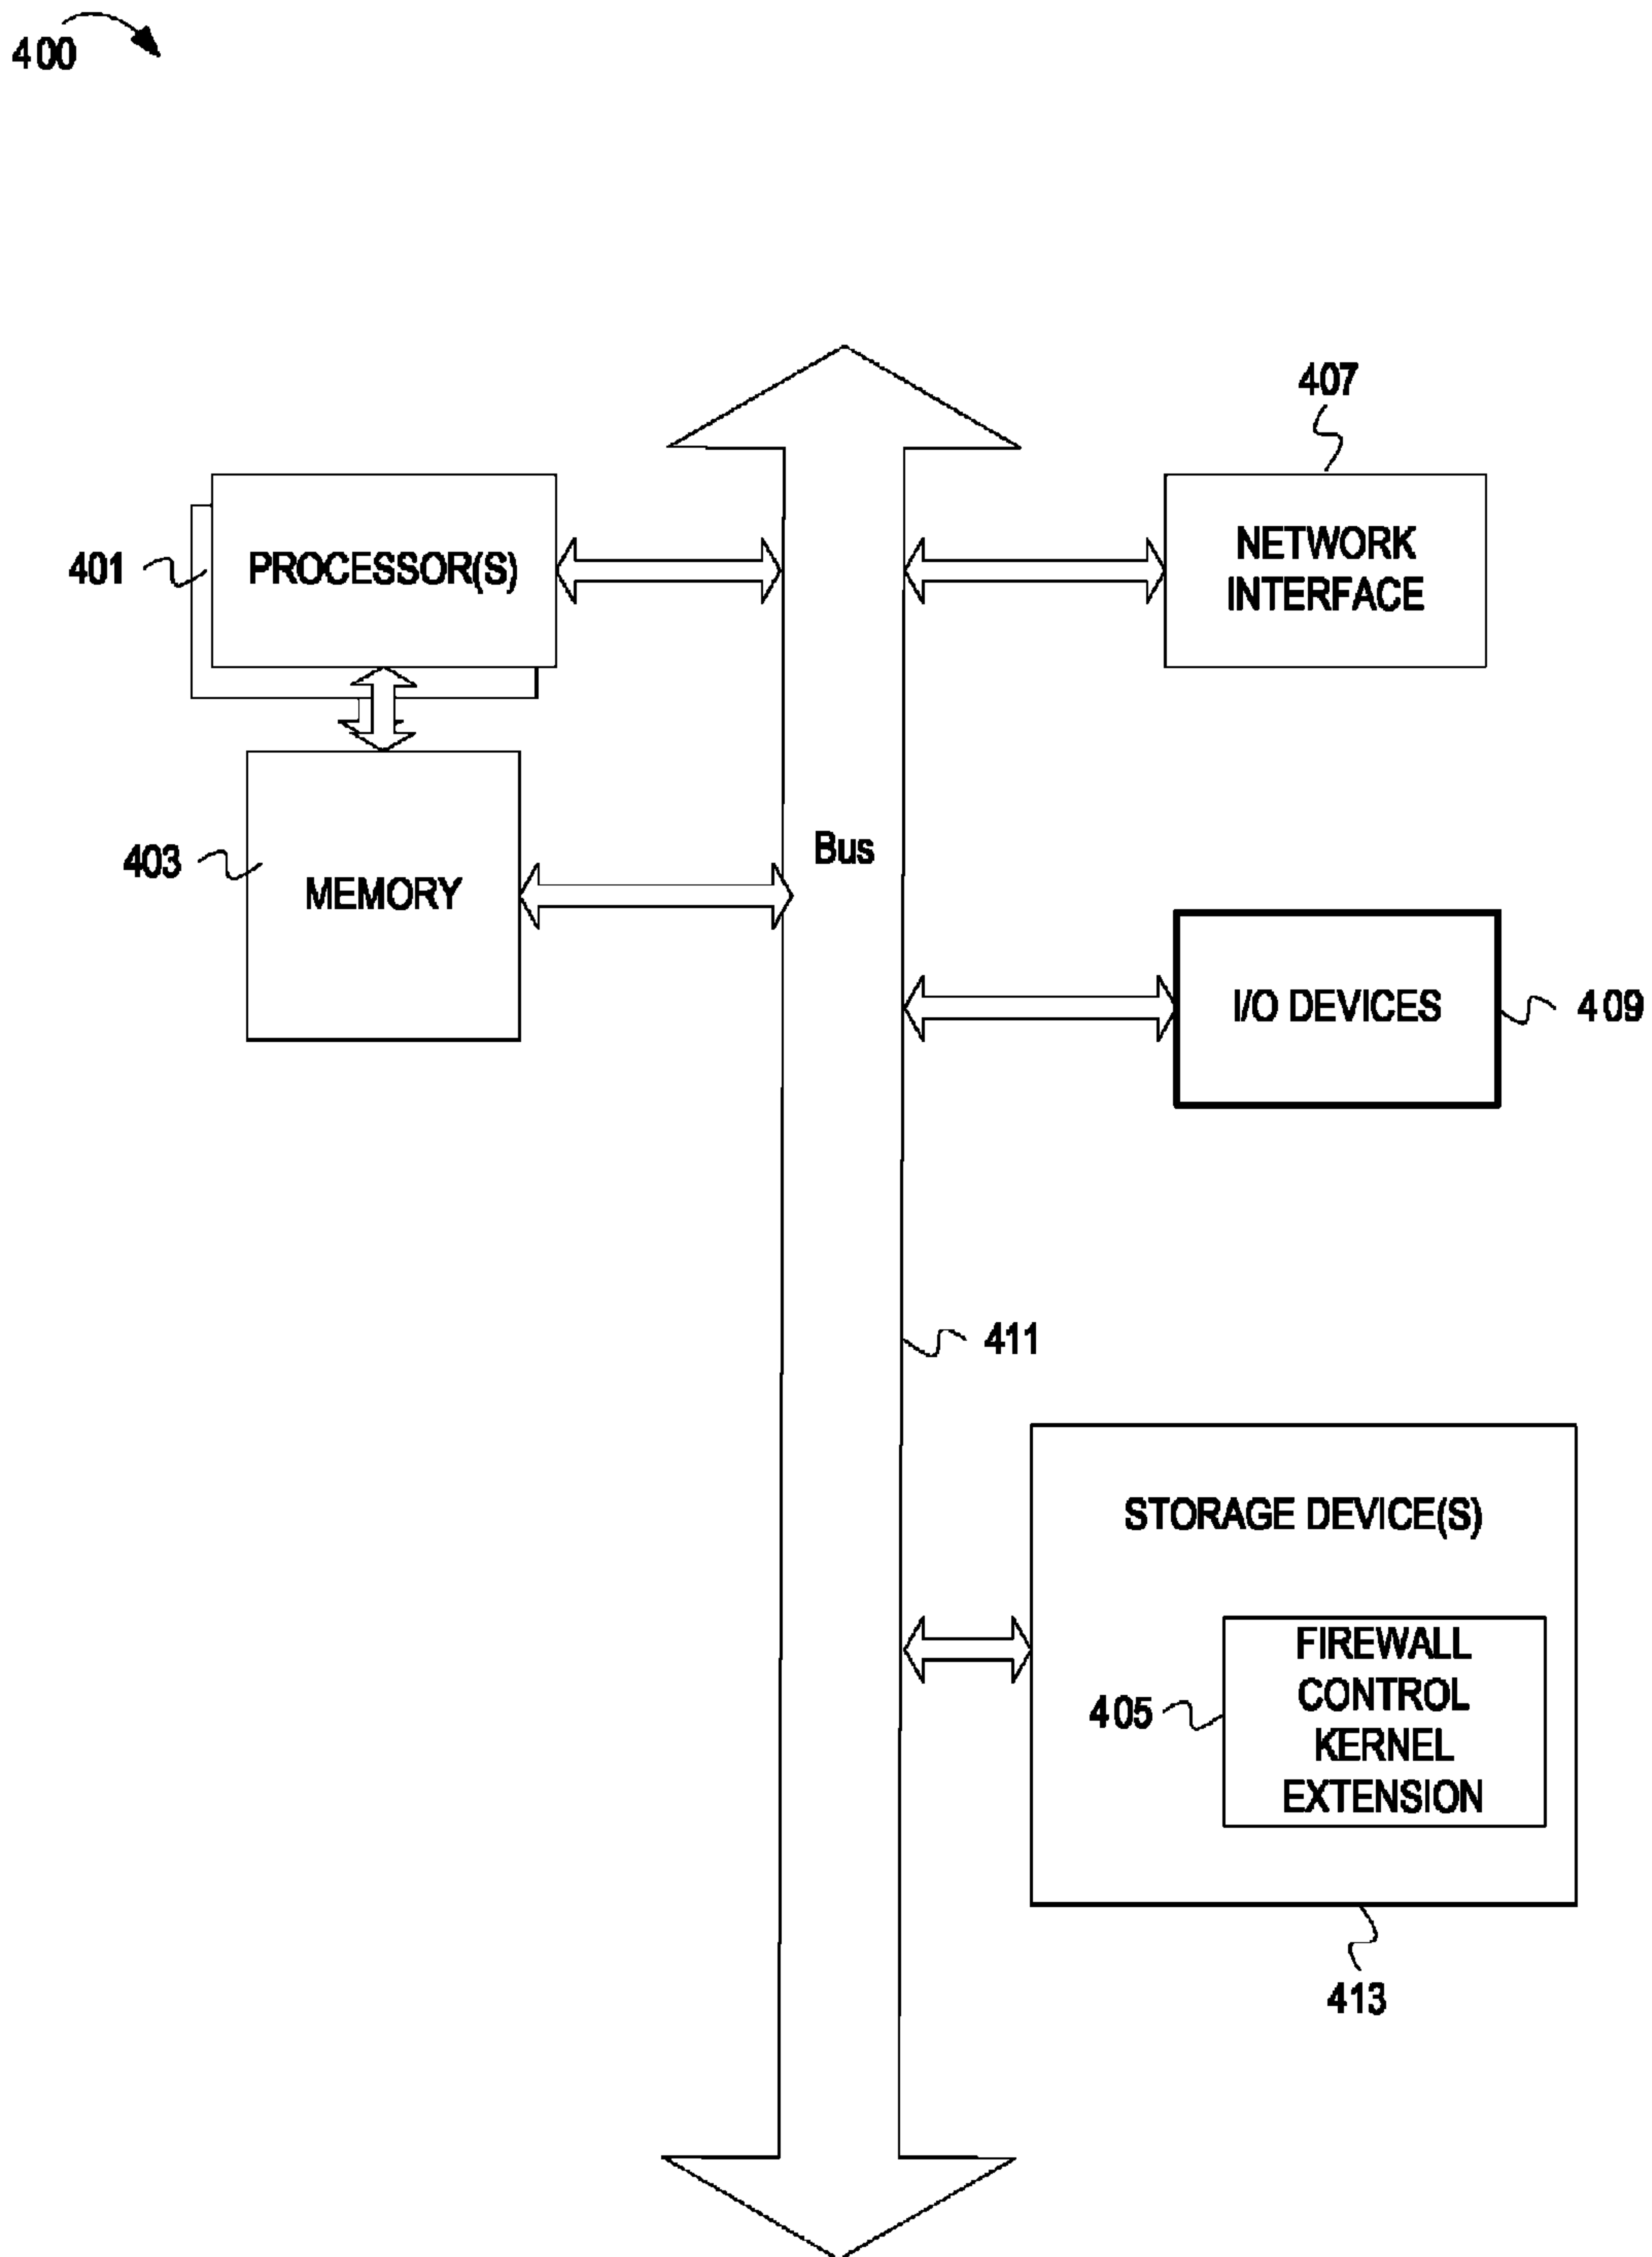 400
407
401
PROCESSOR(S)
NETWORK
INTERFACE
403
MEMORY
Bus
I/O DEVICES
409
411
STORAGE DEVICE(S)
405
FIREWALL
CONTROL
KERNEL
EXTENSION
413